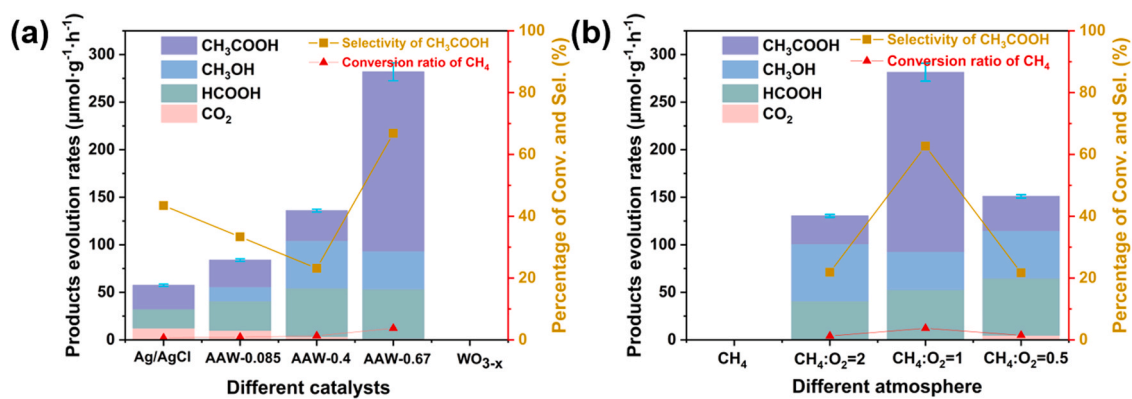 (a)
Products evolution rates (μmol·g⁻¹·h⁻¹)
300
250
200
150
100
50
0
CH₃COOH
CH₃OH
HCOOH
CO₂
Selectivity of CH₃COOH
Conversion ratio of CH₄
100
80
60
40
20
0
Percentage of Conv. and Sel. (%)
Ag/AgCl AAW-0.085 AAW-0.4 AAW-0.67 WO₃₋ₓ
Different catalysts
(b)
Products evolution rates (μmol·g⁻¹·h⁻¹)
300
250
200
150
100
50
0
CH₃COOH
CH₃OH
HCOOH
CO₂
Selectivity of CH₃COOH
Conversion ratio of CH₄
100
80
60
40
20
0
Percentage of Conv. and Sel. (%)
CH₄ CH₄:O₂=2 CH₄:O₂=1 CH₄:O₂=0.5
Different atmosphere